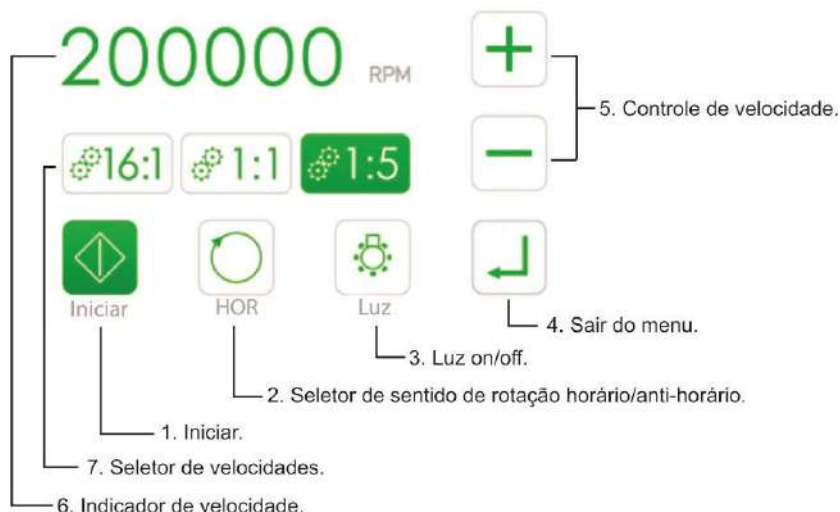 200000 RPM
5. Controle de velocidade.
16:1 1:1 1:5
Iniciar HOR Luz
4. Sair do menu.
3. Luz on/off.
2. Seletor de sentido de rotação horário/anti-horário.
1. Iniciar.
7. Seletor de velocidades.
6. Indicador de velocidade.